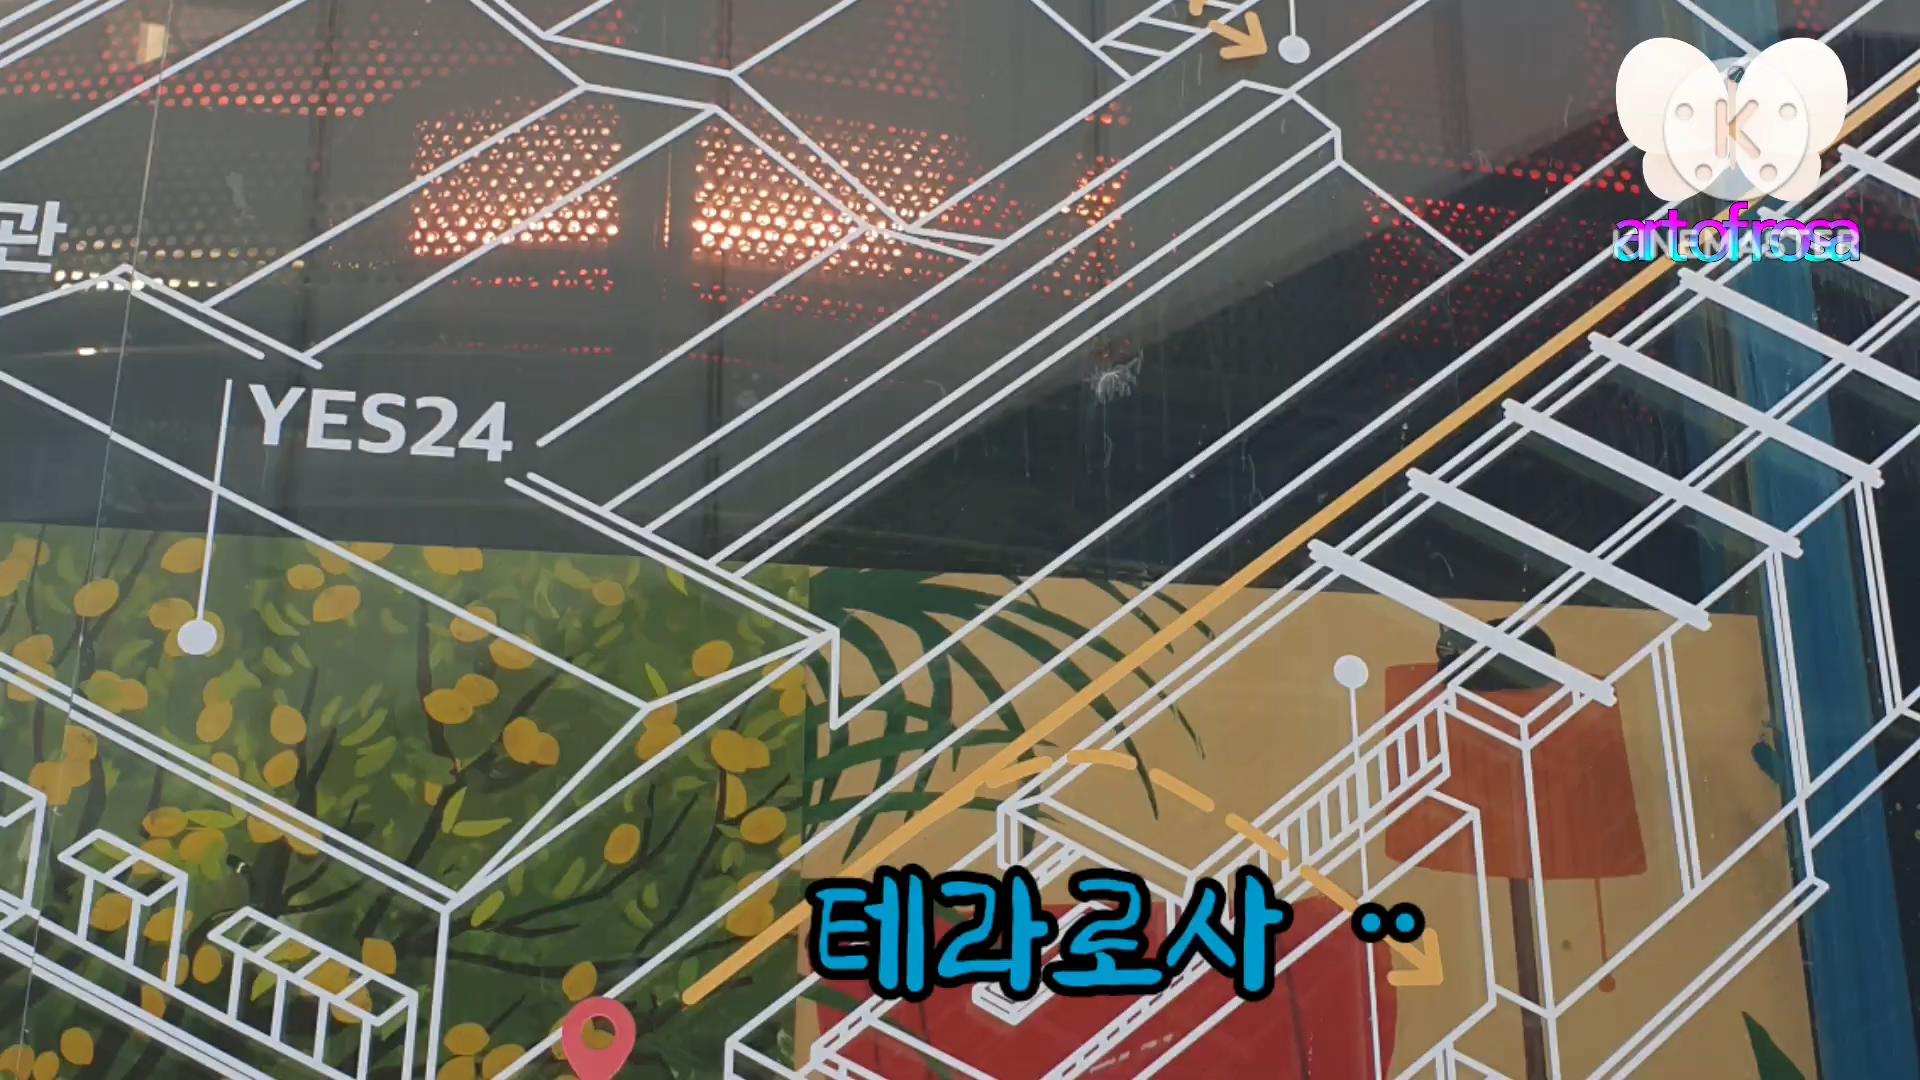 K
artofrosa
KINEMASTER
관
YES24
테라로사 ..